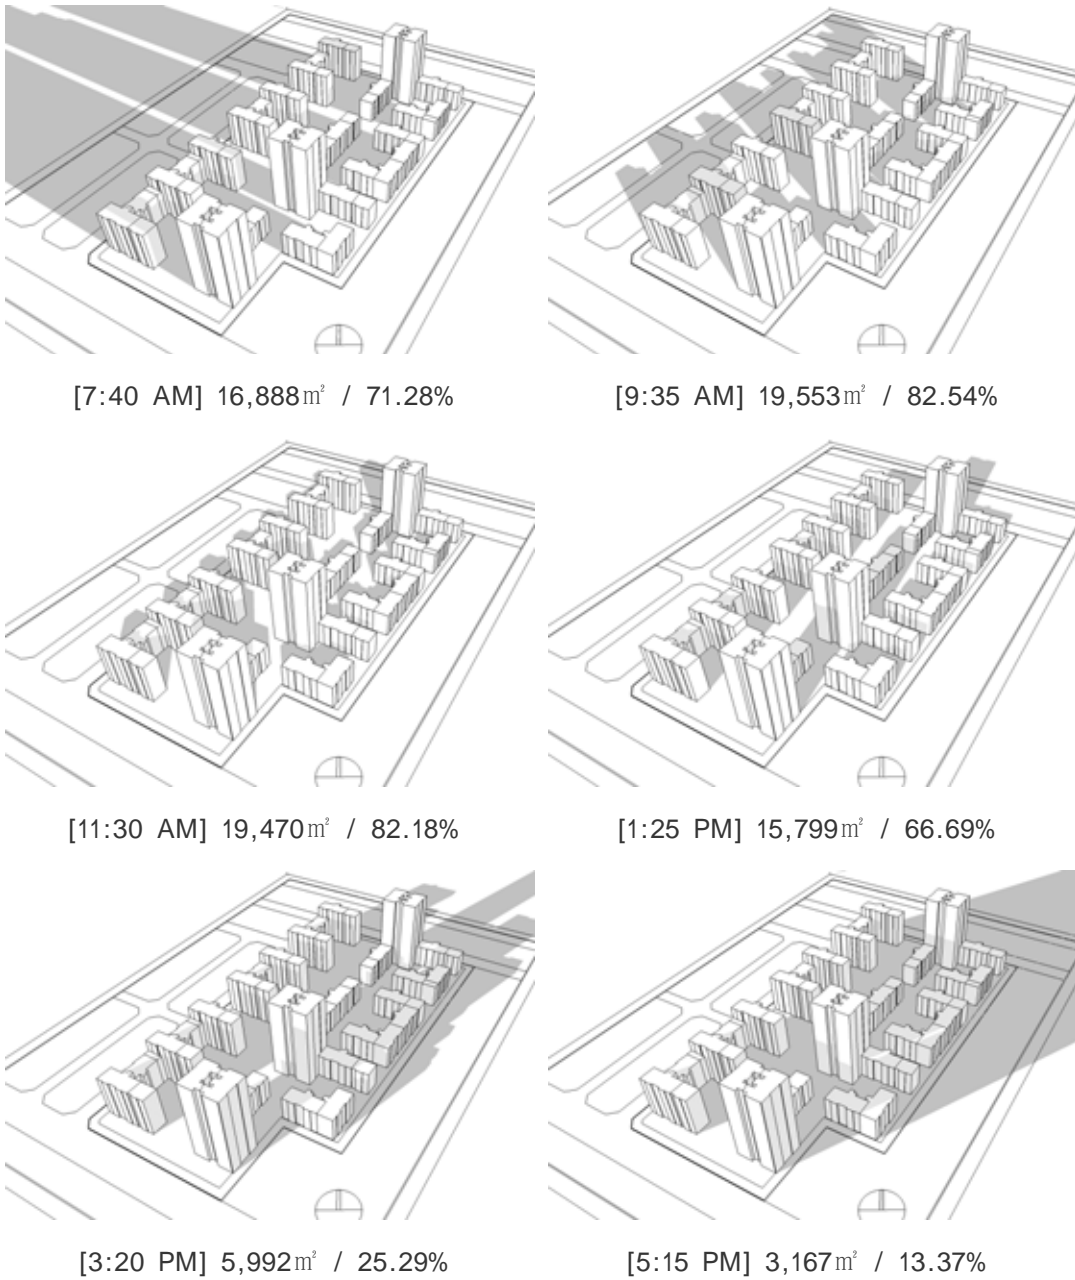 [7:40 AM] 16,888㎡ / 71.28%
[9:35 AM] 19,553㎡ / 82.54%
[11:30 AM] 19,470㎡ / 82.18%
[1:25 PM] 15,799㎡ / 66.69%
[3:20 PM] 5,992㎡ / 25.29%
[5:15 PM] 3,167㎡ / 13.37%